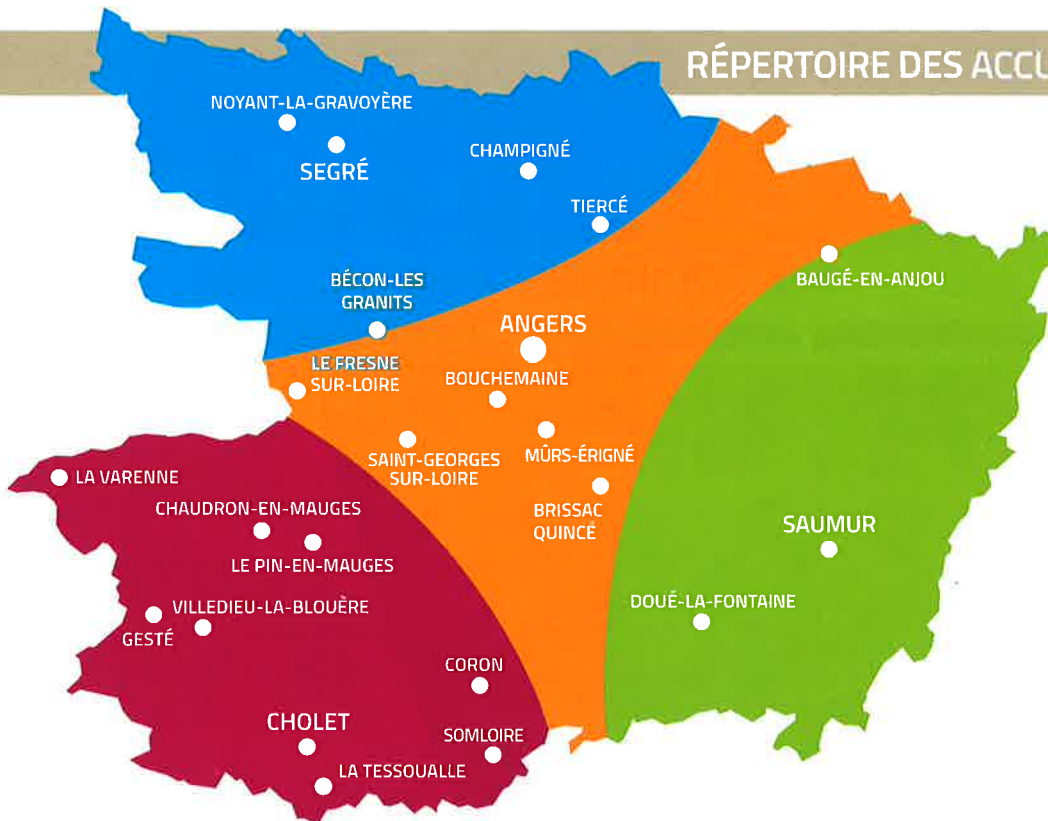 RÉPERTOIRE DES ACCU
NOYANT-LA-GRAVOYÈRE
SEGRÉ
CHAMPIGNÉ
TIERCÉ
BÉCON-LES
GRANITS
BAUGÉ-EN-ANJOU
ANGERS
LE FRESNE
SUR-LOIRE
BOUCHEMAINE
SAINT-GEORGES
SUR-LOIRE
MÛRS-ÉRIGNÉ
BRISSAC
QUINCÉ
LA VARENNE
CHAUDRON-EN-MAUGES
LE PIN-EN-MAUGES
SAUMUR
VILLEDIEU-LA-BLOUÈRE
GESTÉ
DOUÉ-LA-FONTAINE
CORON
CHOLET
SOMLOIRE
LA TESSOUALLE